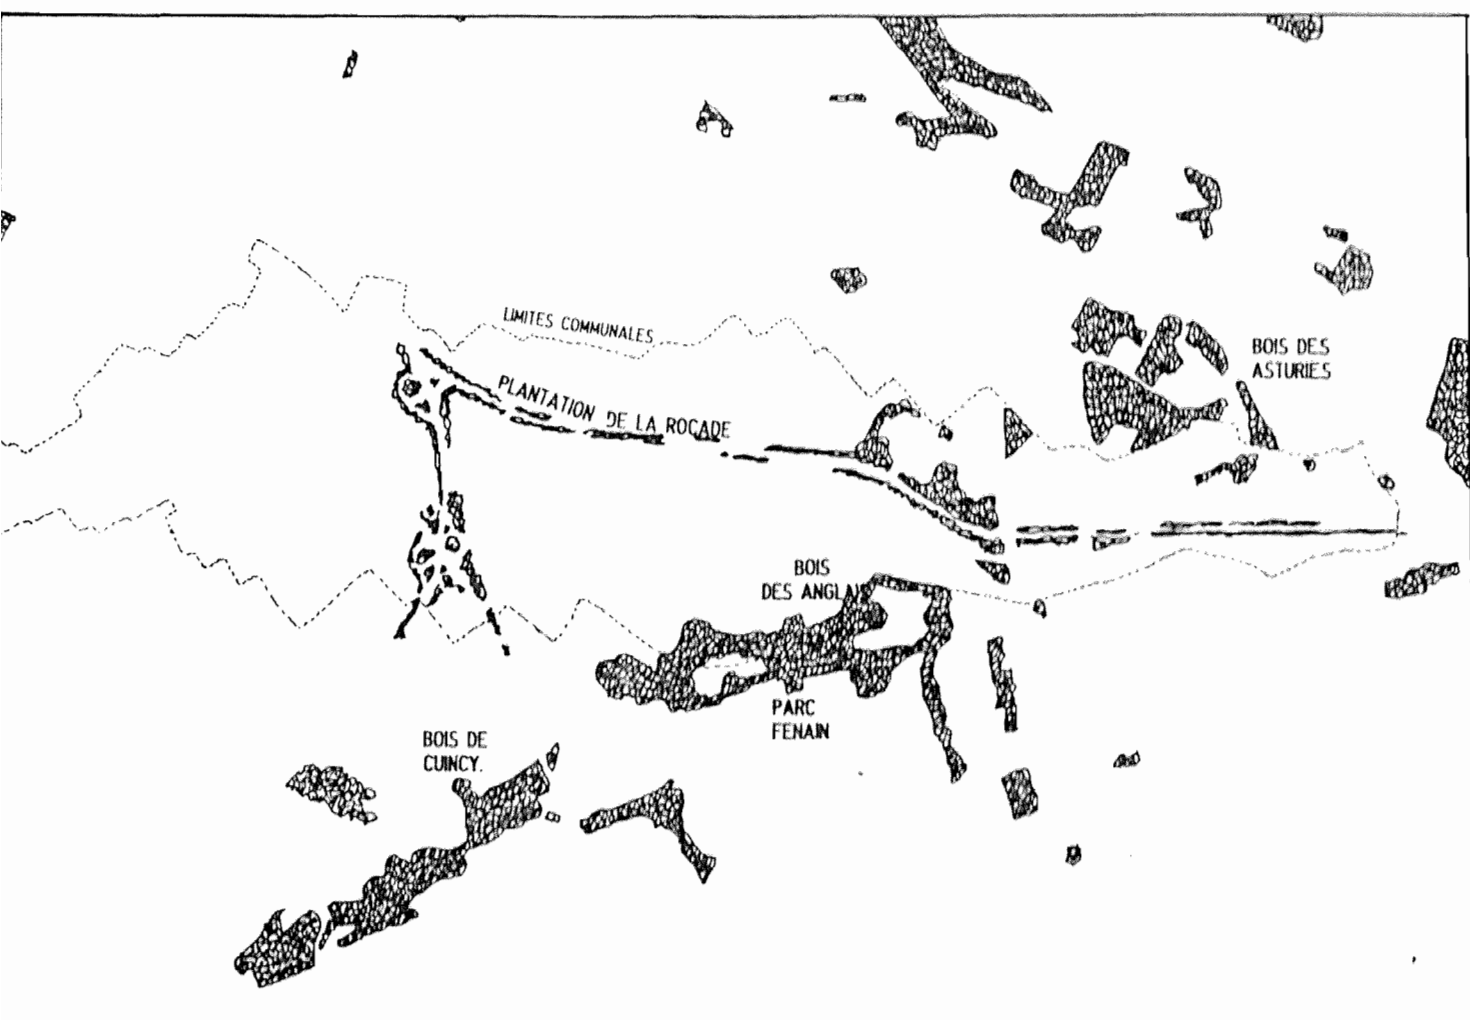 LIMITES COMMUNALES
PLANTATION DE LA ROCADE
BOIS DES
ASTURIES
BOIS
DES ANGLAIS
PARC
FENAIN
BOIS DE
CUINCY.